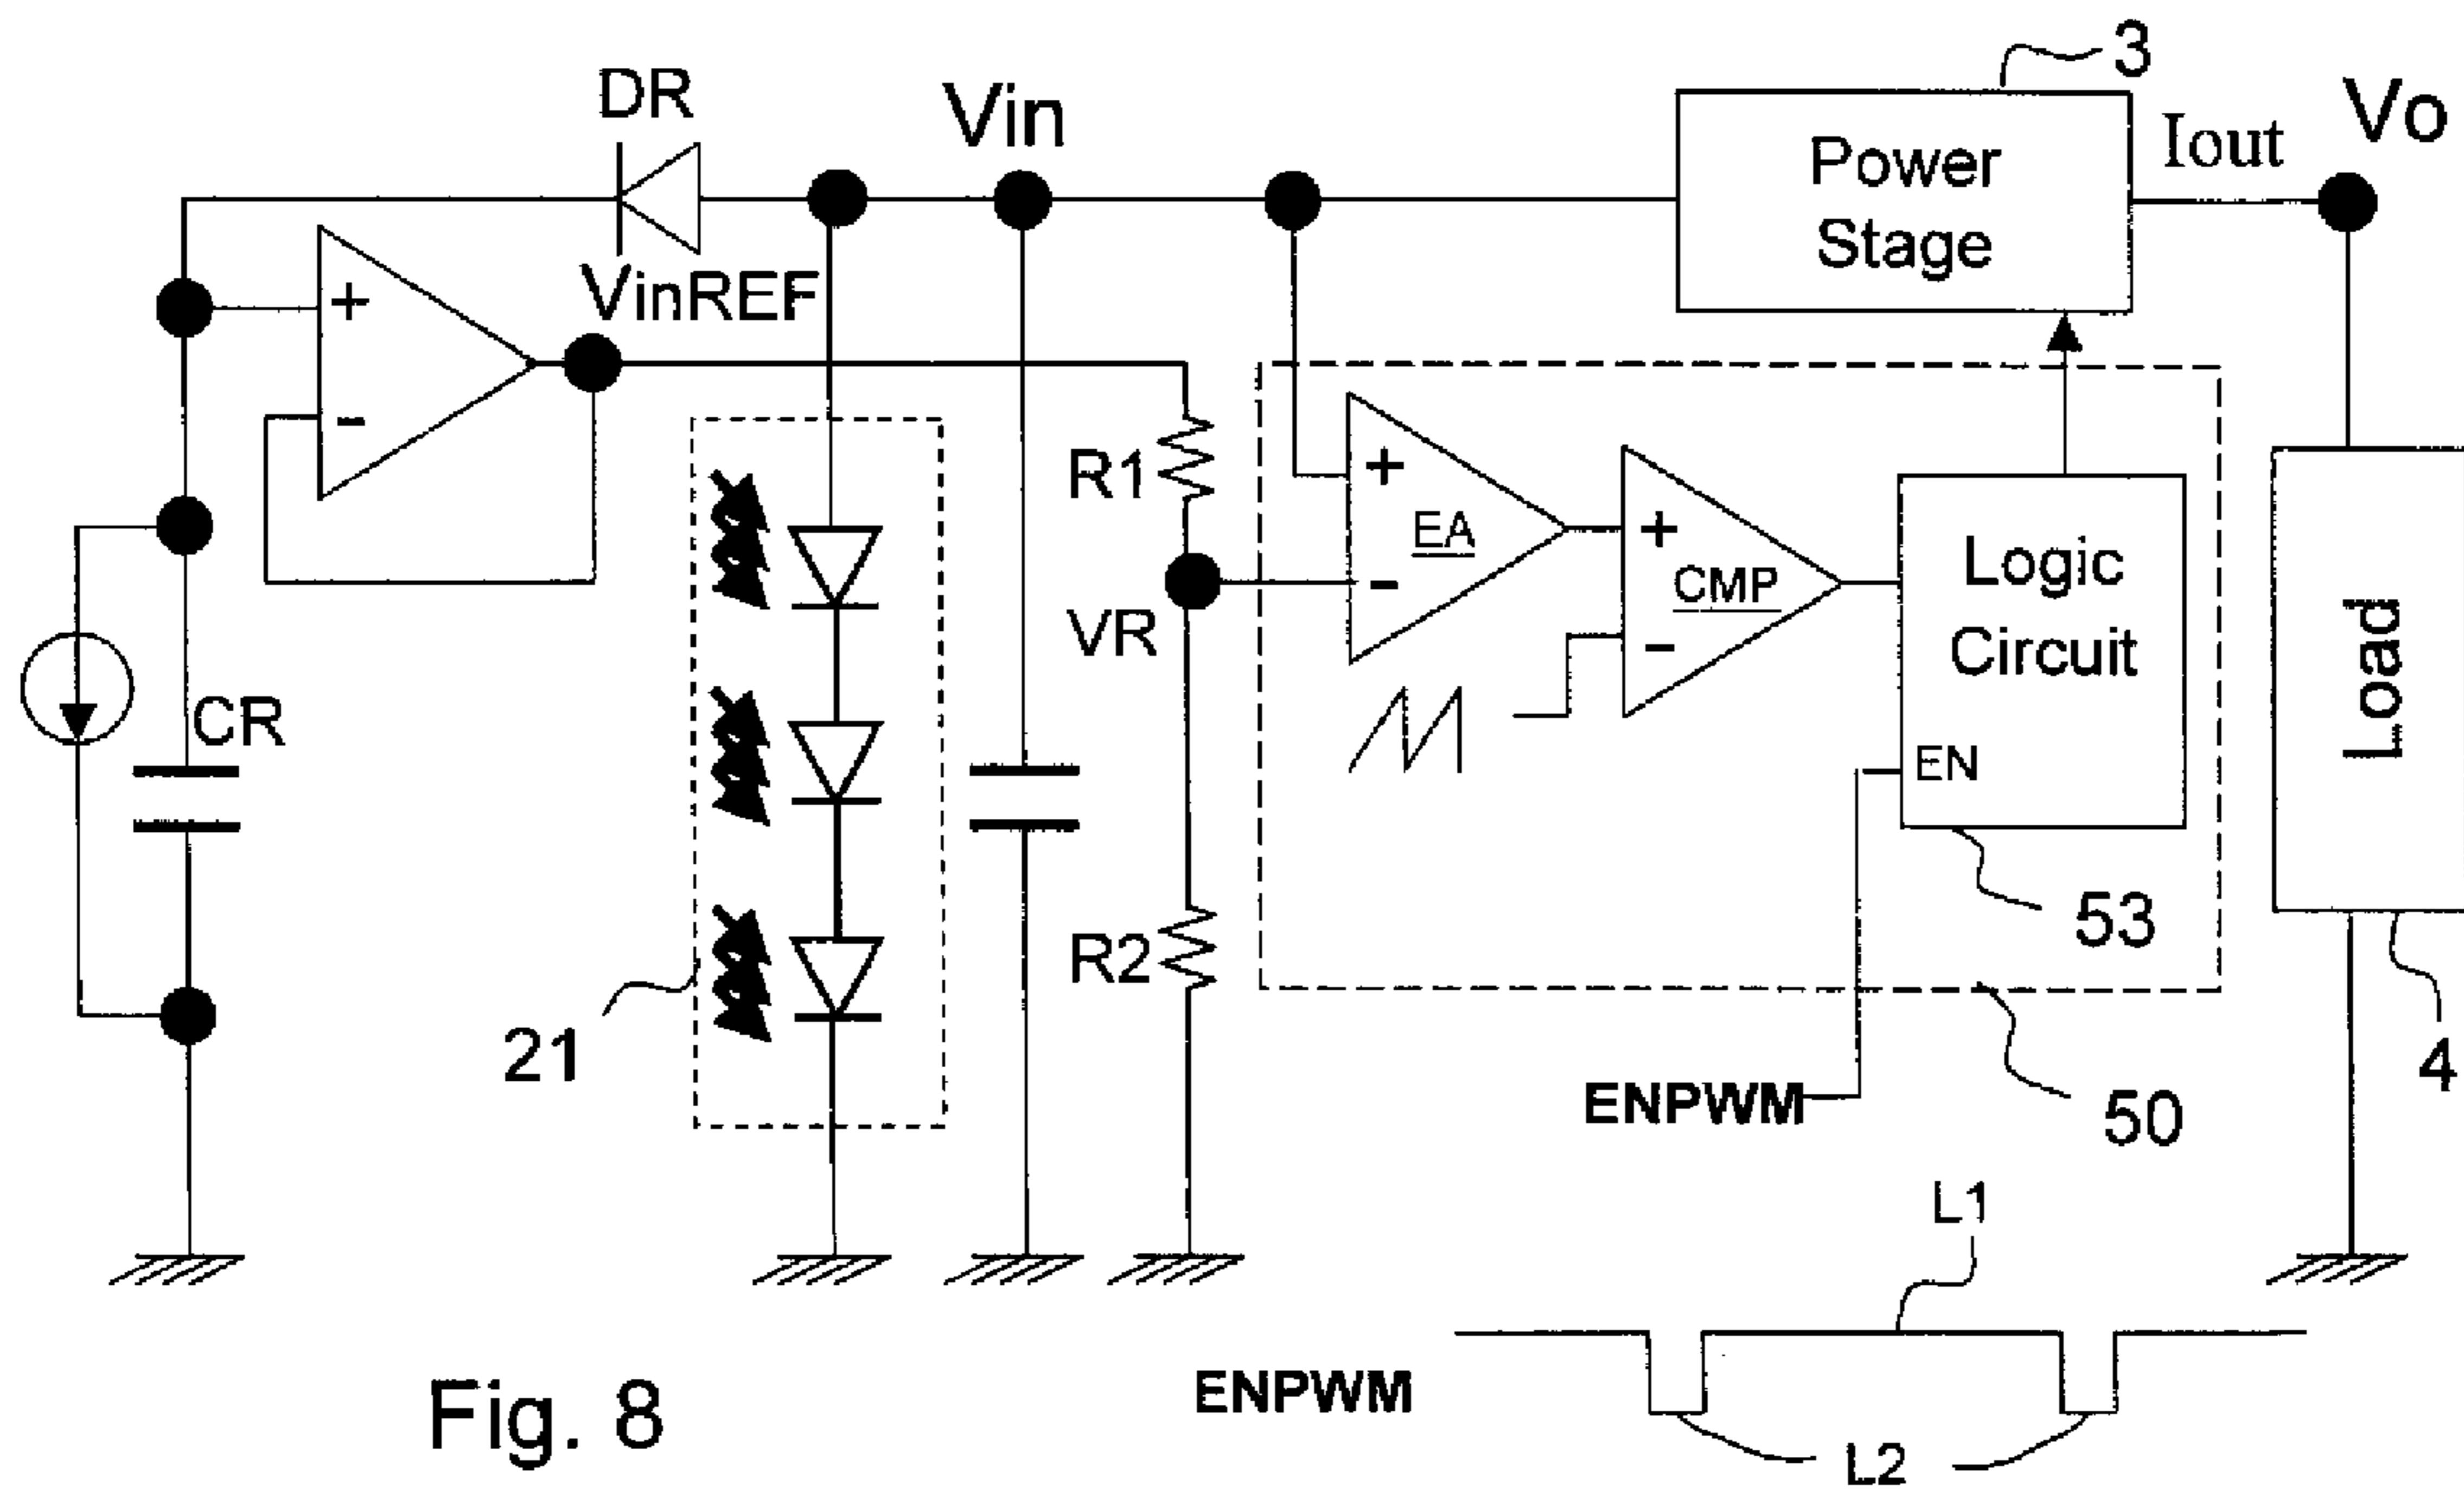 3
DR
Vin
Vo
Iout
Power
Stage
VinREF
+
-
R1
+
EA
-
+
CMP
-
Logic
Circuit
EN
Load
VR
CR
53
R2
21
ENPWM
50
4
L1
ENPWM
Fig. 8
L2